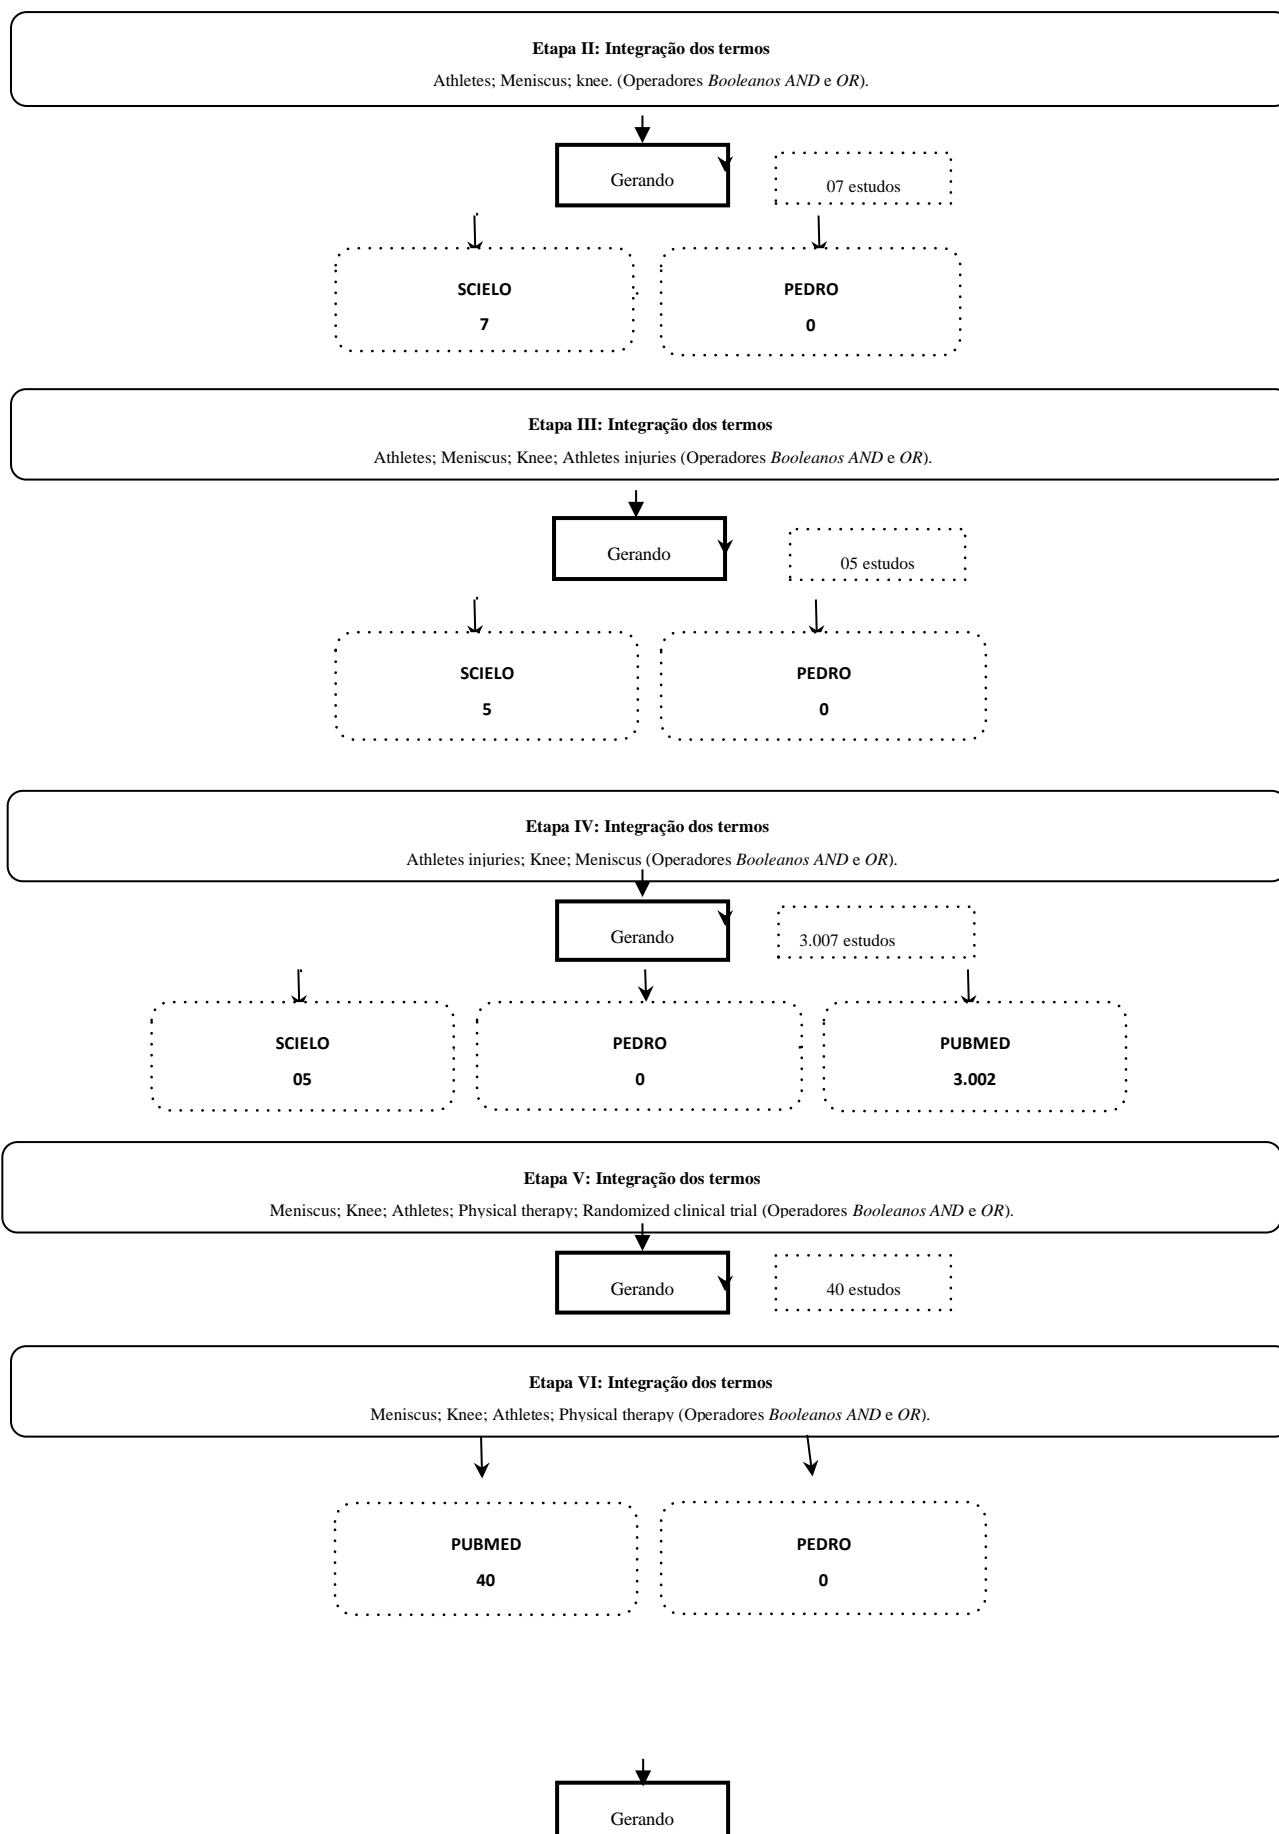 Etapa II: Integração dos termos
Athletes; Meniscus; knee. (Operadores Booleanos AND e OR).
Gerando
07 estudos
SCIELO
7
PEDRO
0
Etapa III: Integração dos termos
Athletes; Meniscus; Knee; Athletes injuries (Operadores Booleanos AND e OR).
Gerando
05 estudos
SCIELO
5
PEDRO
0
Etapa IV: Integração dos termos
Athletes injuries; Knee; Meniscus (Operadores Booleanos AND e OR).
Gerando
3.007 estudos
SCIELO
05
PEDRO
0
PUBMED
3.002
Etapa V: Integração dos termos
Meniscus; Knee; Athletes; Physical therapy; Randomized clinical trial (Operadores Booleanos AND e OR).
Gerando
40 estudos
Etapa VI: Integração dos termos
Meniscus; Knee; Athletes; Physical therapy (Operadores Booleanos AND e OR).
PUBMED
40
PEDRO
0
Gerando